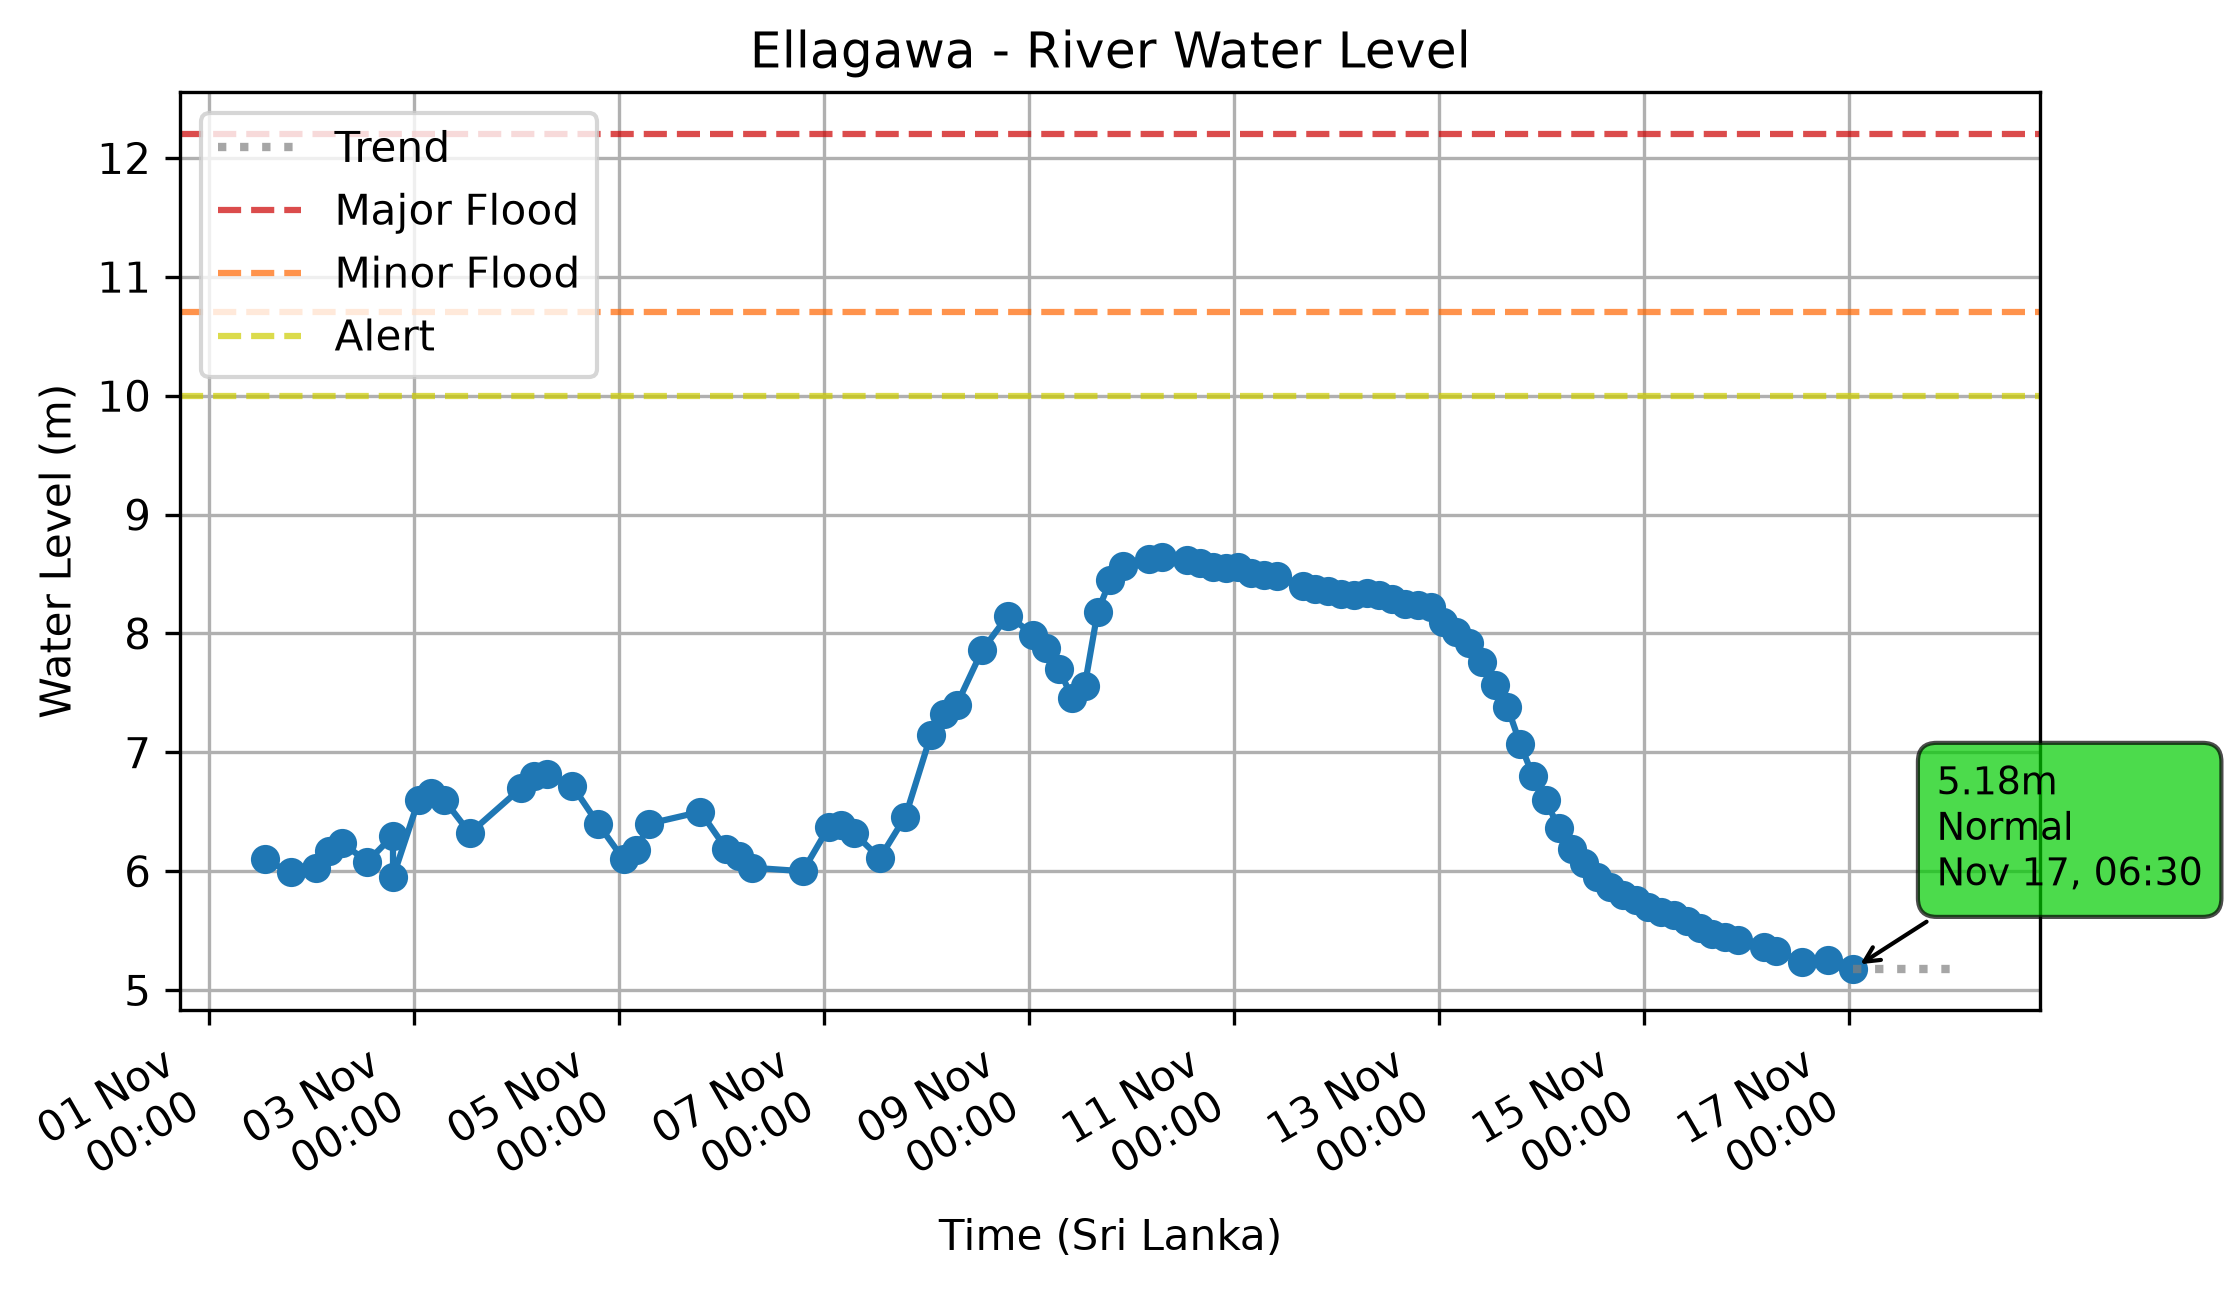 Ellagawa - River Water Level
Trend
Major Flood
Minor Flood
Alert
Water Level (m)
12
11
10
9
8
7
6
5
5.18m
Normal
Nov 17, 06:30
01 Nov
00:00
03 Nov
00:00
05 Nov
00:00
07 Nov
00:00
09 Nov
00:00
11 Nov
00:00
13 Nov
00:00
15 Nov
00:00
17 Nov
00:00
Time (Sri Lanka)